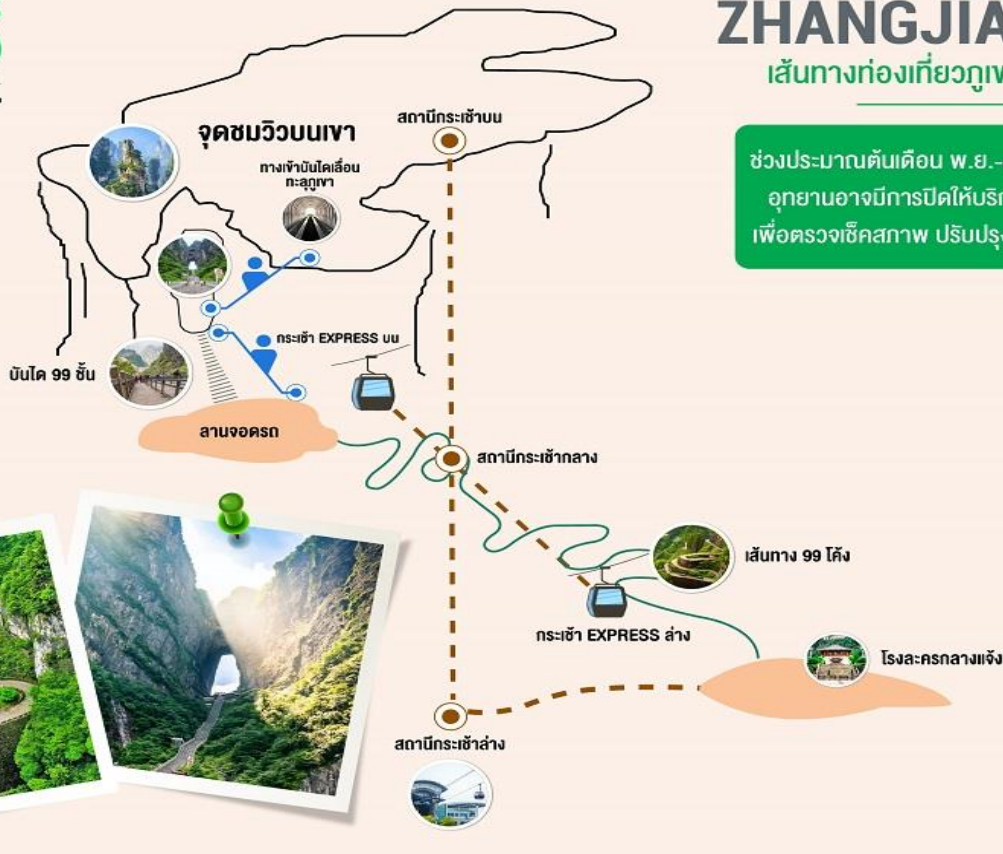 ZHANGJIA
เส้นทางท่องเที่ยวภูเข
ช่วงประมาณต้นเดือน พ.ย.-
อุทยานอาจมีการปิดให้บริก
เพื่อตรวจเช็คสภาพ ปรับปรุง
สถานีกระเช้าบน
จุดชมวิวบนเขา
ทางเข้าบันไดเลื่อน
ทะลุภูเขา
กระเช้า EXPRESS บน
บันได 99 ชั้น
ลานจอดรถ
สถานีกระเช้ากลาง
เส้นทาง 99 โค้ง
กระเช้า EXPRESS ล่าง
โรงละครกลางแจ้ง
สถานีกระเช้าล่าง